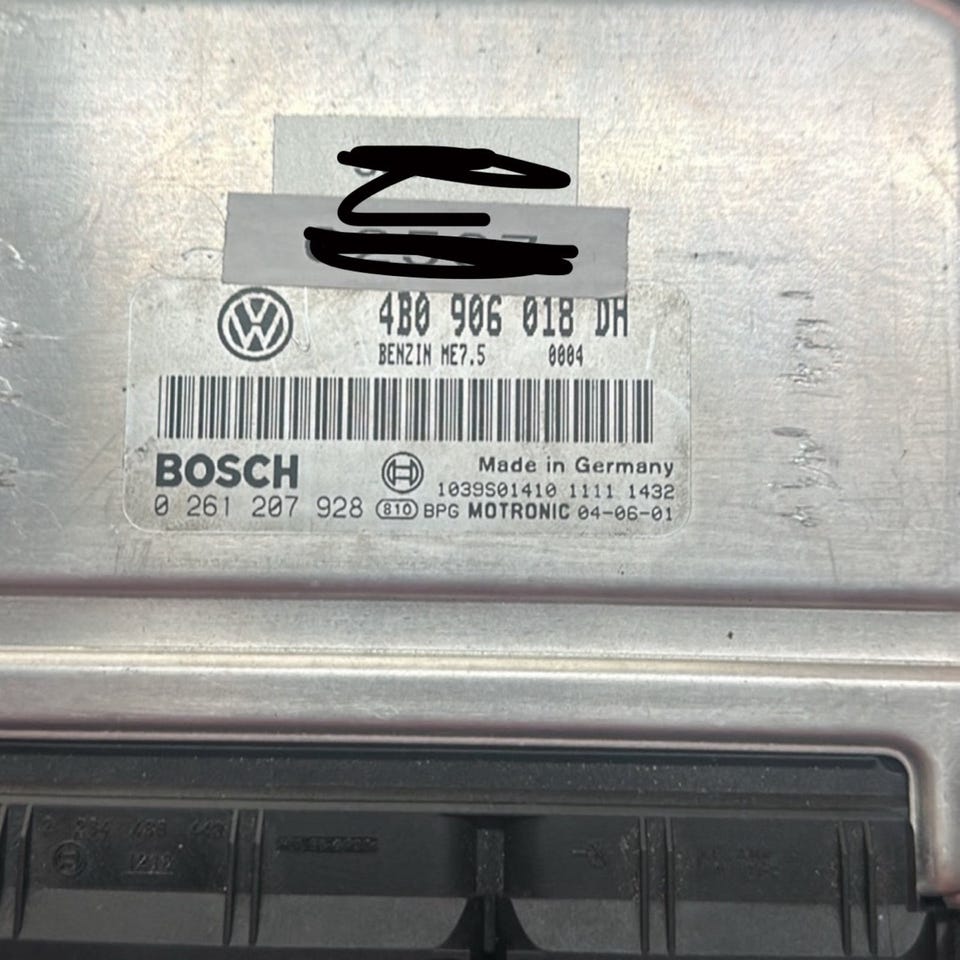 4B0 906 018 DH
BENZIN ME7.5 0004
BOSCH
Made in Germany
1039S01410 1111 1432
0 261 207 928 810 BPG MOTRONIC 04-06-01